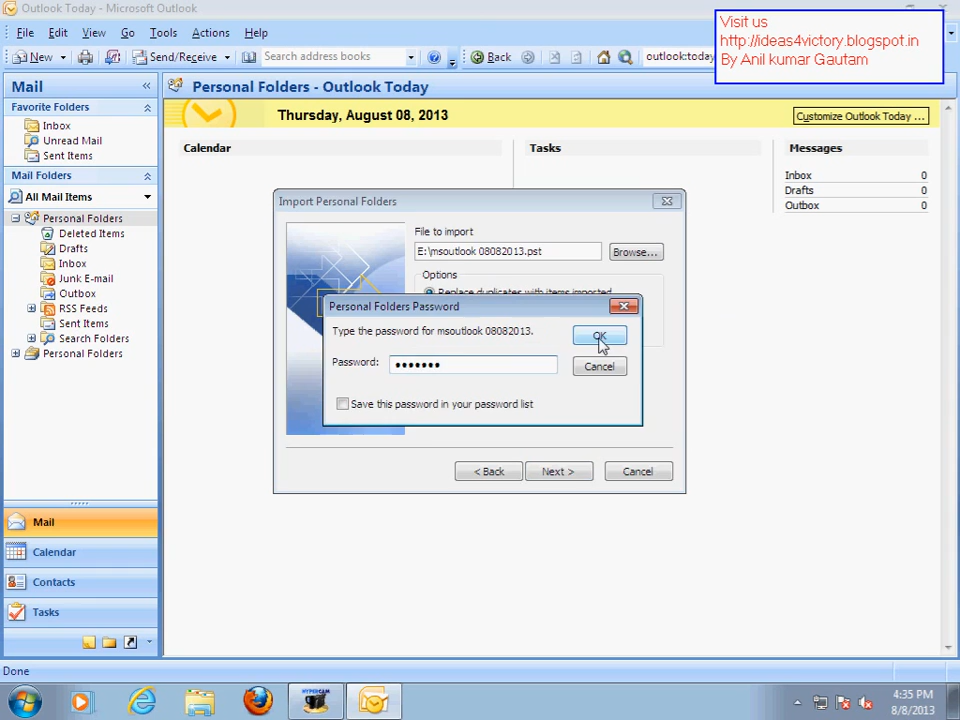 Outlook Today - Microsoft Outlook
Visit us
http://ideas4victory.blogspot.in
By Anil kumar Gautam
File Edit View Go Tools Actions Help
New Send/Receive Search address books Back outlook:today
Mail
Personal Folders - Outlook Today
Favorite Folders
Inbox
Unread Mail
Sent Items
Mail Folders
All Mail Items
Personal Folders
Deleted Items
Drafts
Inbox
Junk E-mail
Outbox
RSS Feeds
Sent Items
Search Folders
Personal Folders
Thursday, August 08, 2013
Customize Outlook Today ...
Calendar
Tasks
Messages
Inbox 0
Drafts 0
Outbox 0
Import Personal Folders
File to import
E:\msoutlook 08082013.pst
Browse...
Options
Replace duplicates with items imported
Personal Folders Password
Type the password for msoutlook 08082013.
OK
Password: •••••••
Cancel
Save this password in your password list
< Back Next > Cancel
Mail
Calendar
Contacts
Tasks
Done
HYPERCAM
4:35 PM
8/8/2013